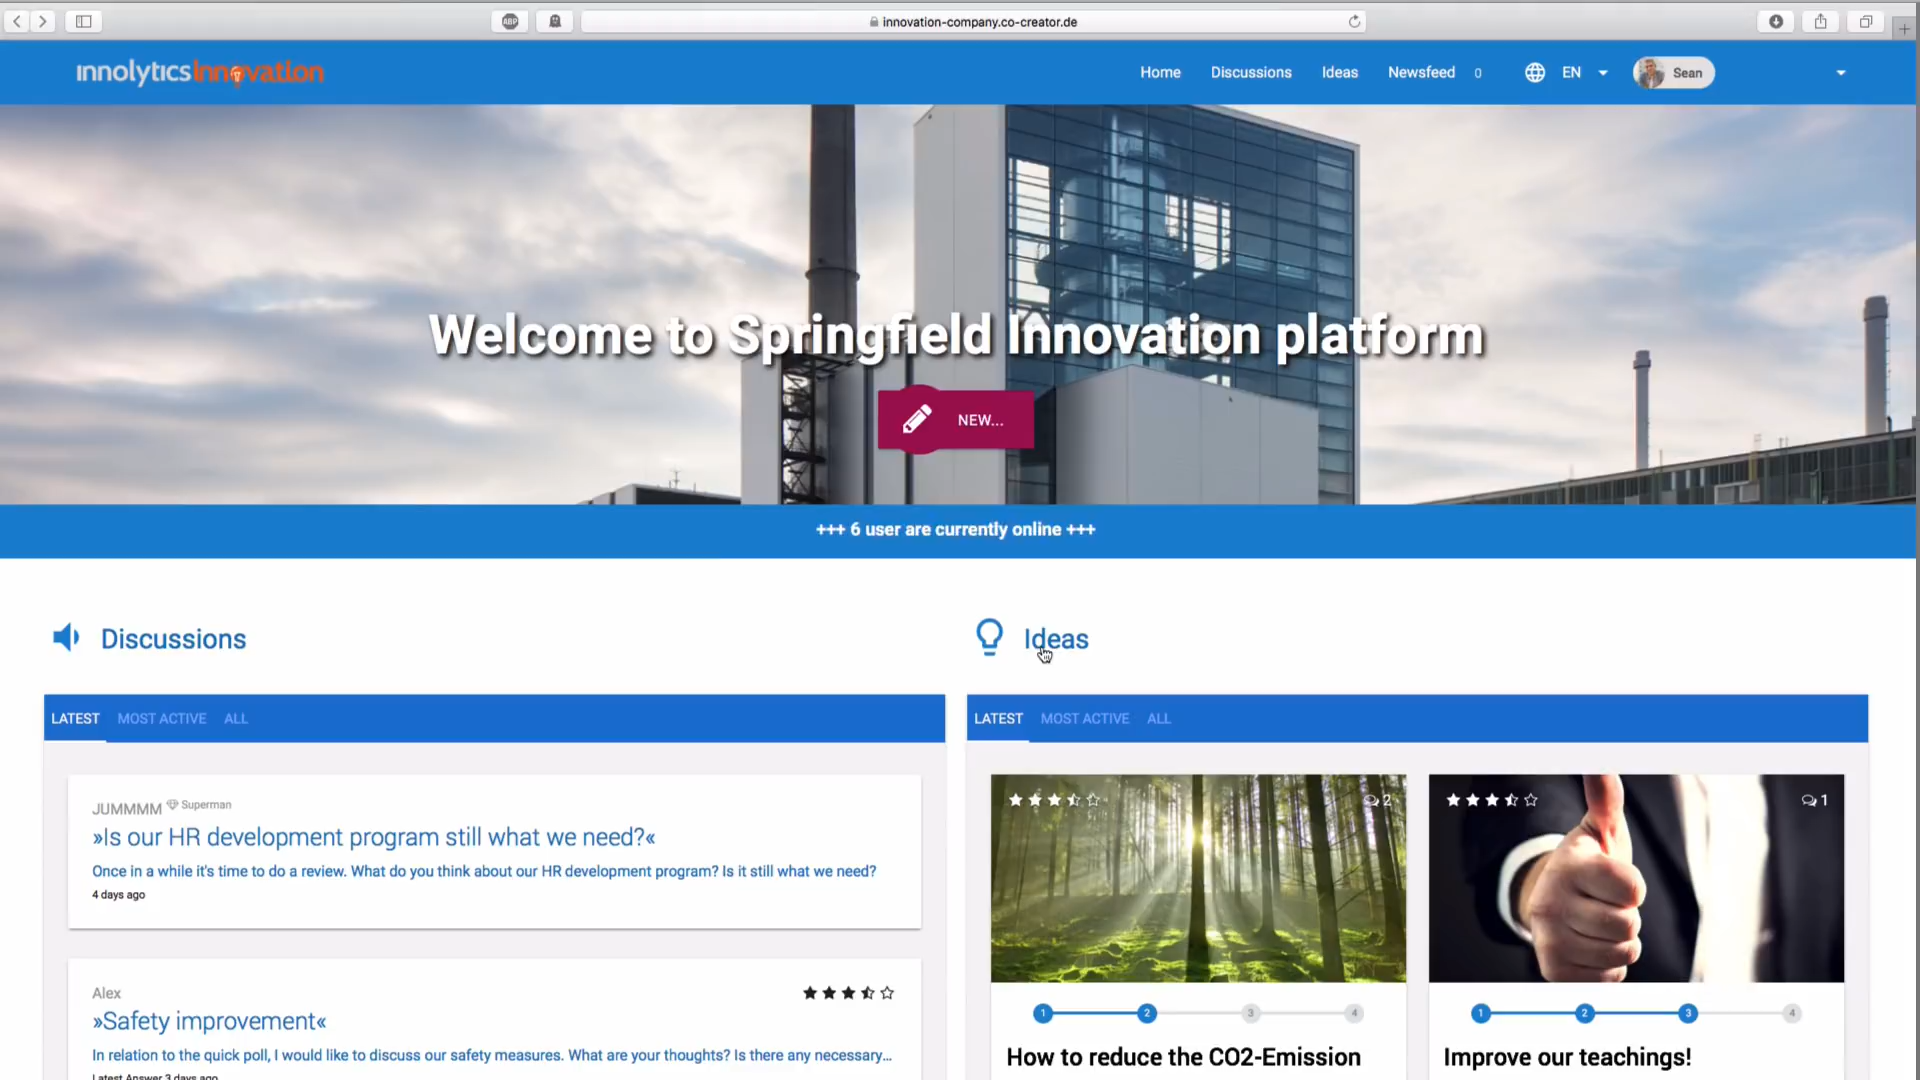 ABP
innovation-company.co-creator.de
innolyticsinnovation
Home
Discussions
Ideas
Newsfeed
0
EN
Sean
Welcome to Springfield Innovation platform
NEW...
+++ 6 user are currently online +++
Discussions
LATEST
MOST ACTIVE
ALL
JUMMMM Superman
»Is our HR development program still what we need?«
Once in a while it's time to do a review. What do you think about our HR development program? Is it still what we need?
4 days ago
Alex
»Safety improvement«
In relation to the quick poll, I would like to discuss our safety measures. What are your thoughts? Is there any necessary...
Latest Answer 3 days ago
Ideas
LATEST
MOST ACTIVE
ALL
2
1 2 3 4
How to reduce the CO2-Emission
1
1 2 3 4
Improve our teachings!